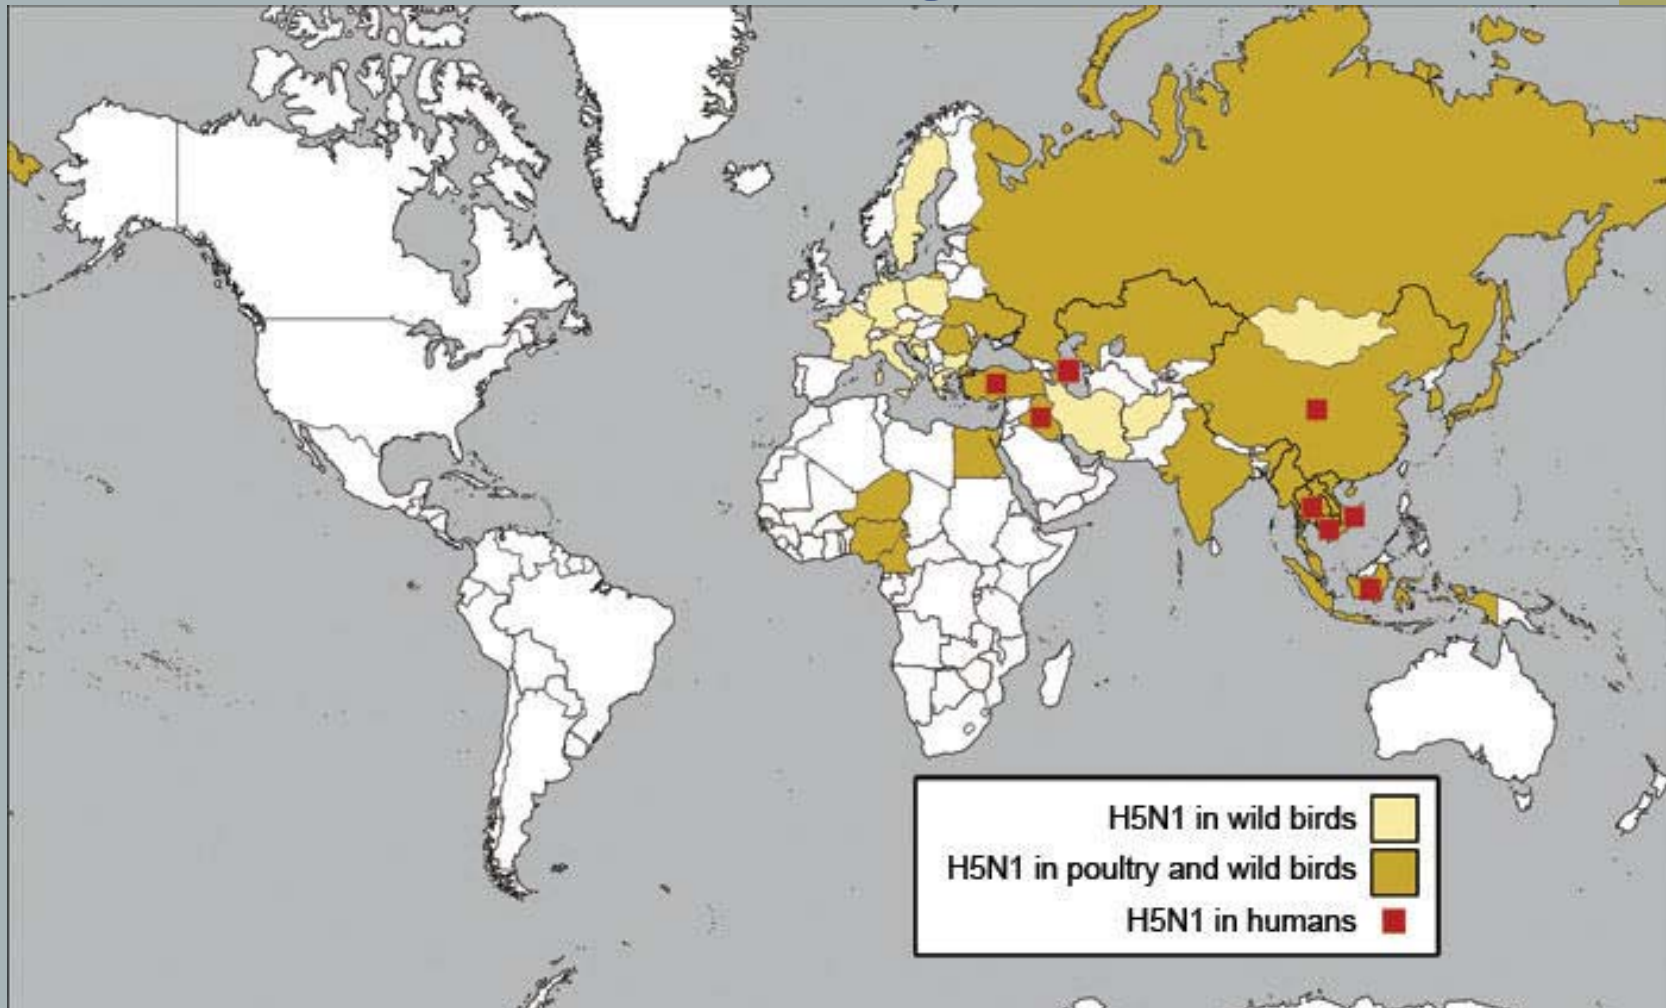 H5N1 in wild birds
H5N1 in poultry and wild birds
H5N1 in humans